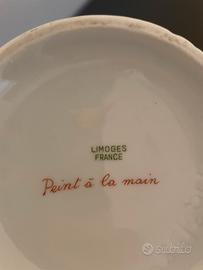 LIMOGES
FRANCE
Peint à la main
subito